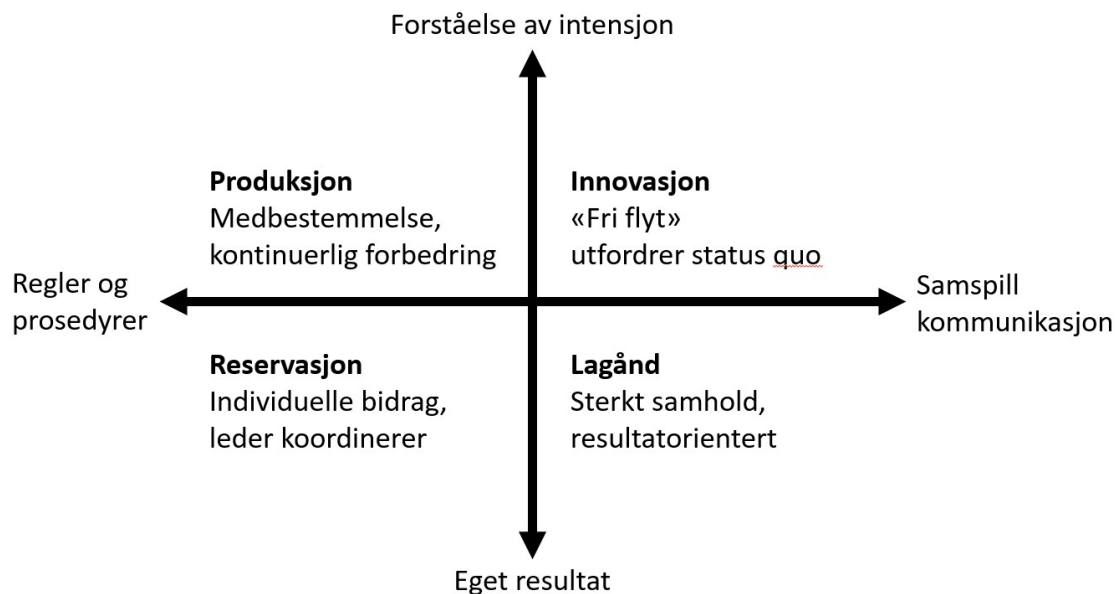 Forståelse av intensjon
Produksjon
Medbestemmelse,
kontinuerlig forbedring
Innovasjon
«Fri flyt»
utfordrer status quo
Regler og
prosedyrer
Samspill
kommunikasjon
Reservasjon
Individuelle bidrag,
leder koordinerer
Lagånd
Sterkt samhold,
resultatorientert
Eget resultat